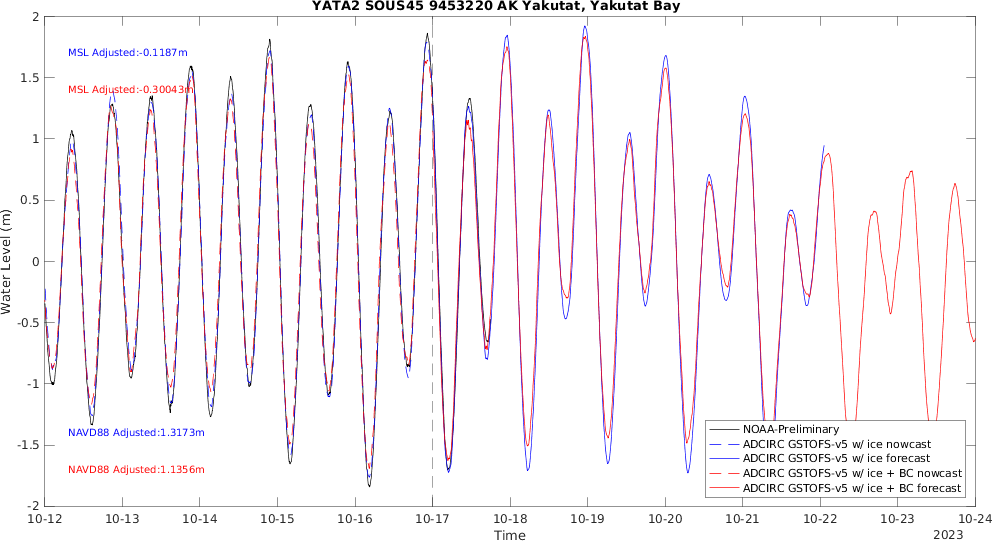 YATA2 SOUS45 9453220 AK Yakutat, Yakutat Bay
2
MSL Adjusted:-0.1187m
1.5
MSL Adjusted:-0.30043m
1
0.5
Water Level (m)
0
-0.5
-1
NAVD88 Adjusted:1.3173m
-1.5
NAVD88 Adjusted:1.1356m
-2
NOAA-Preliminary
ADCIRC GSTOFS-v5 w/ ice nowcast
ADCIRC GSTOFS-v5 w/ ice forecast
ADCIRC GSTOFS-v5 w/ ice + BC nowcast
ADCIRC GSTOFS-v5 w/ ice + BC forecast
10-12 10-13 10-14 10-15 10-16 10-17 10-18 10-19 10-20 10-21 10-22 10-23 10-24
Time
2023